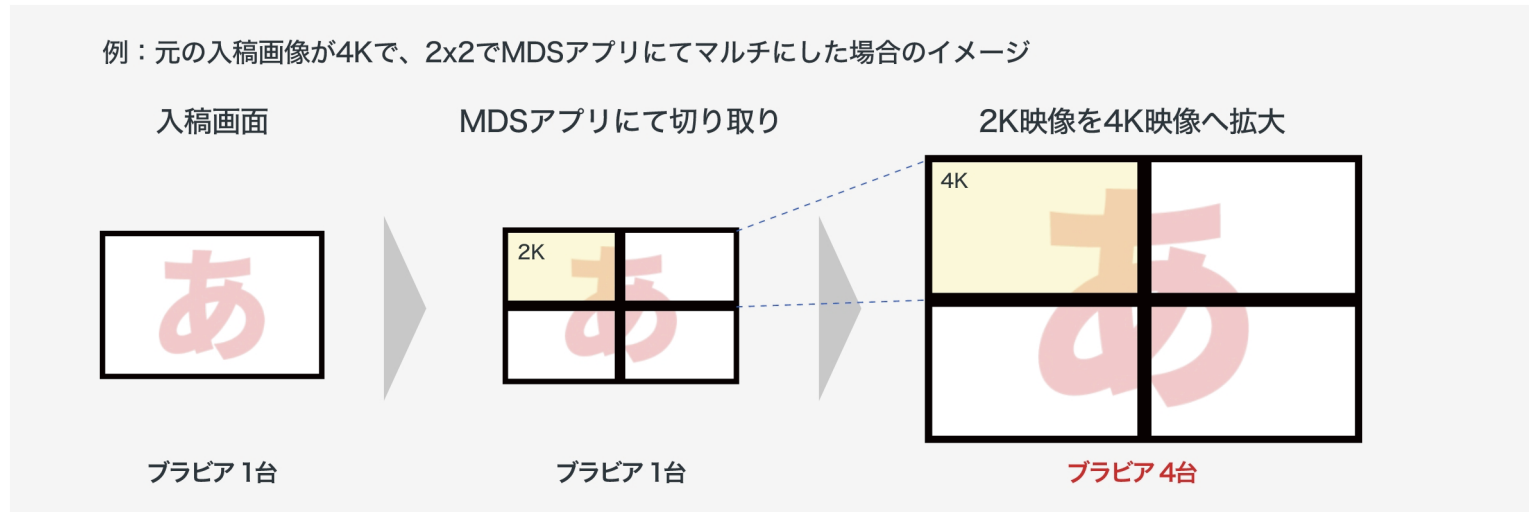 例：元の入稿画像が4Kで、2x2でMDSアプリにてマルチにした場合のイメージ
入稿画面
MDSアプリにて切り取り
2K映像を4K映像へ拡大
あ
2K
あ
4K
あ
ブラビア 1台
ブラビア 1台
ブラビア 4台